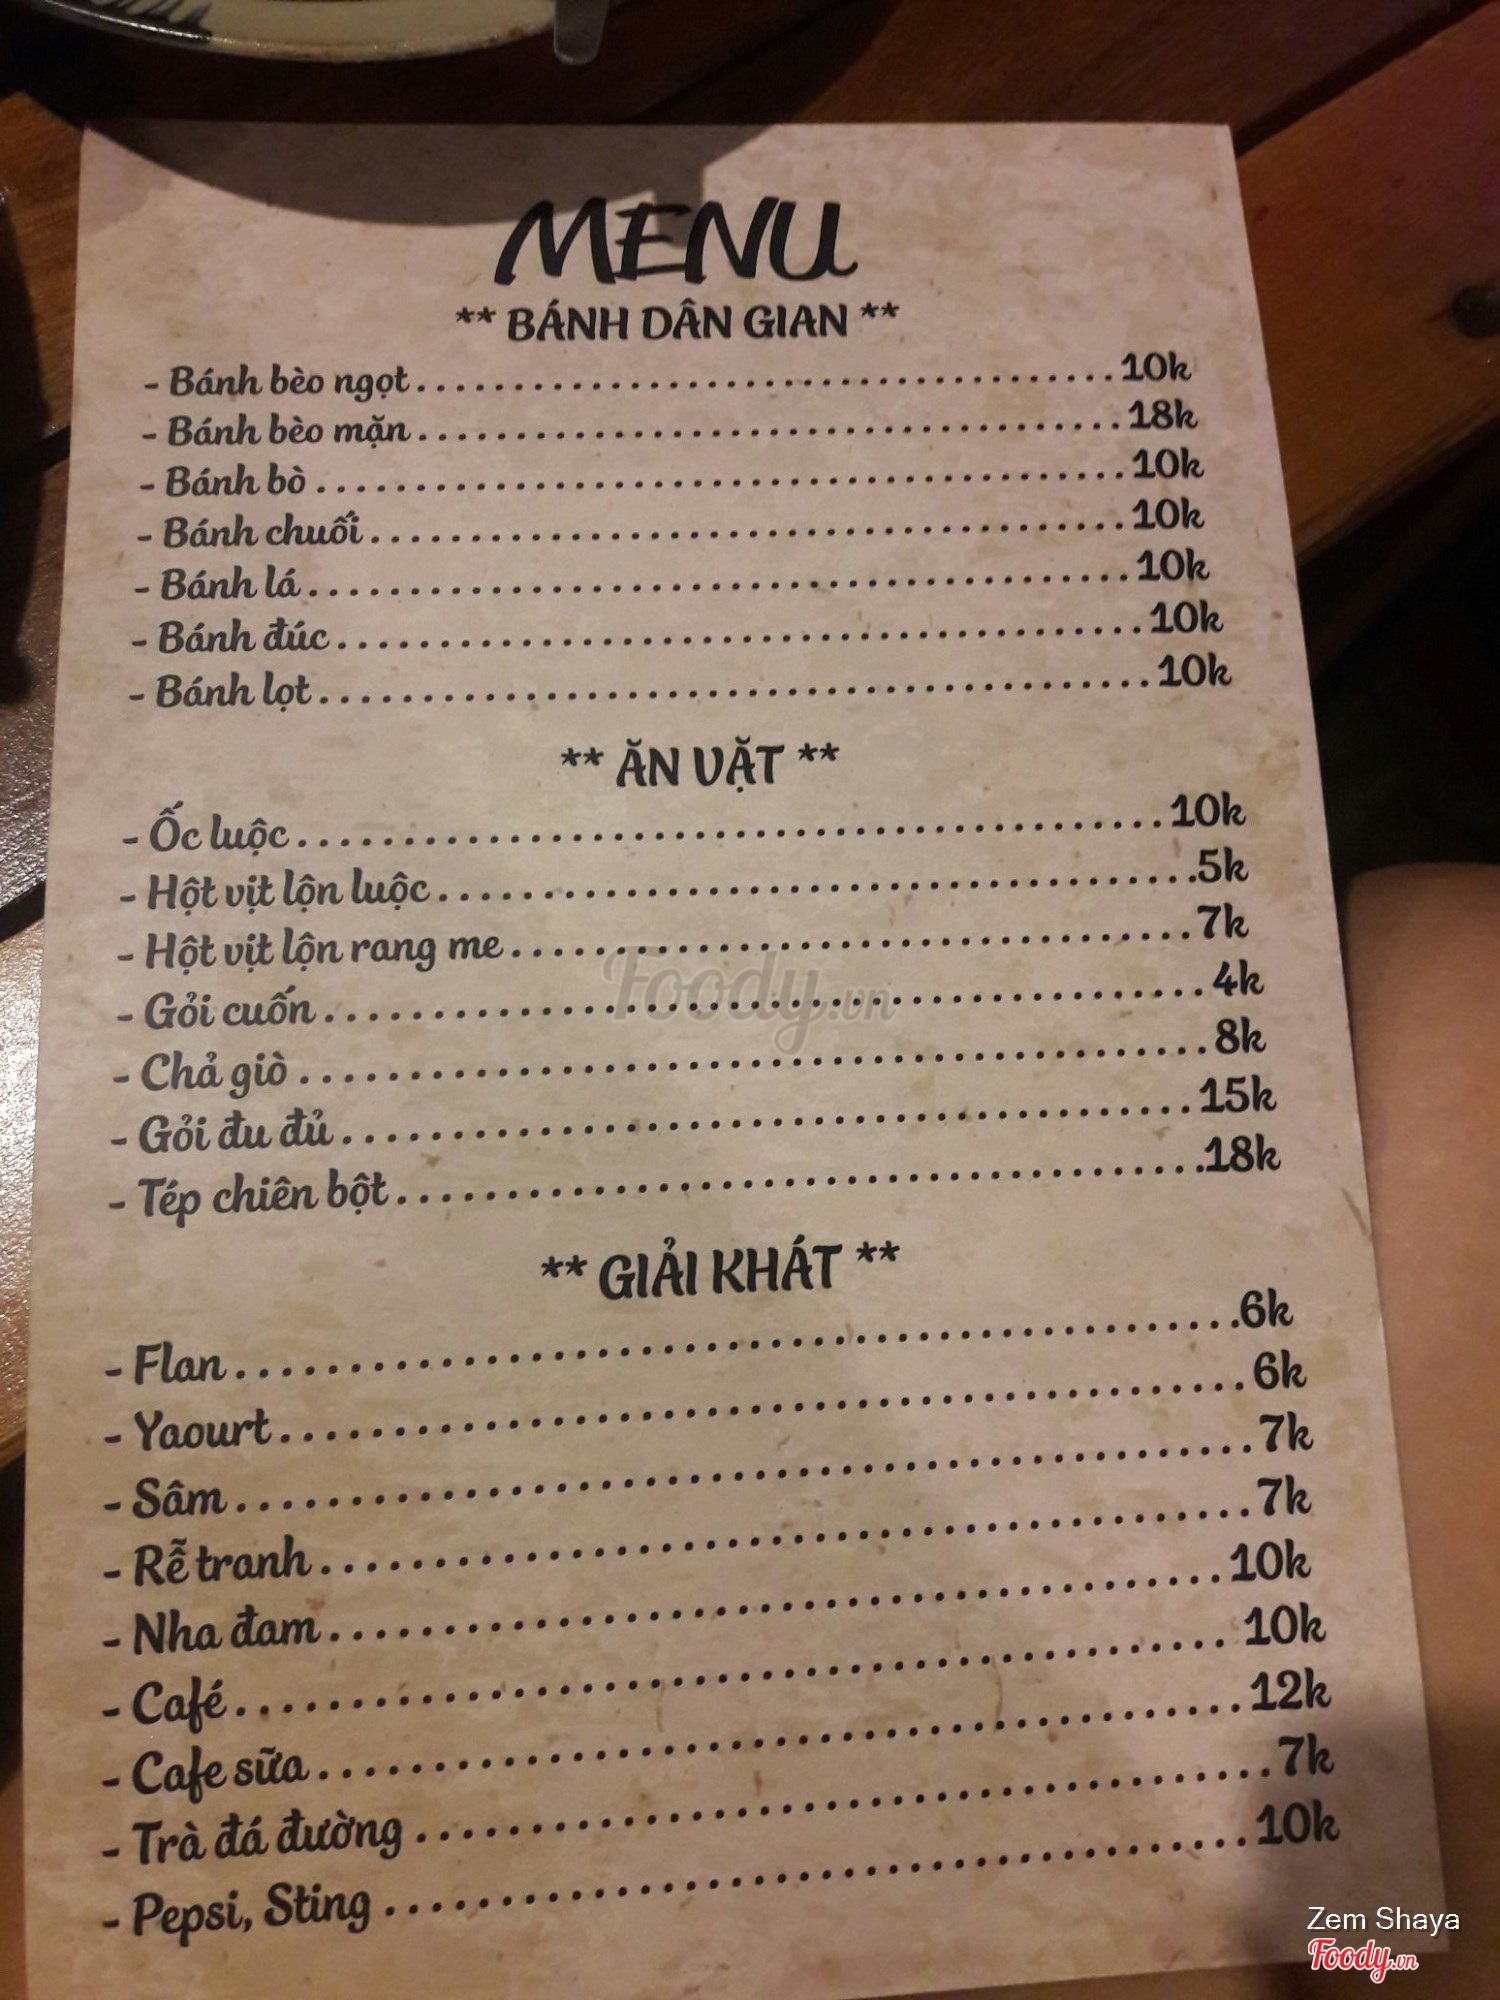 MENU
** BÁNH DÂN GIAN **
- Bánh bèo ngọt......................................10k
- Bánh bèo mặn......................................18k
- Bánh bò......................................10k
- Bánh chuối......................................10k
- Bánh lá......................................10k
- Bánh đúc......................................10k
- Bánh lọt......................................10k
** ĂN VẶT **
- Ốc luộc......................................10k
- Hột vịt lộn luộc......................................5k
- Hột vịt lộn rang me......................................7k
- Gỏi cuốn......................................4k
- Chả giò......................................8k
- Gỏi đu đủ......................................15k
- Tép chiên bột......................................18k
** GIẢI KHÁT **
- Flan......................................6k
- Yaourt......................................6k
- Sâm......................................7k
- Rễ tranh......................................7k
- Nha đam......................................10k
- Café......................................10k
- Cafe sữa......................................12k
- Trà đá đường......................................7k
- Pepsi, Sting......................................10k
Foody.vn
Zem Shaya
Foody.vn